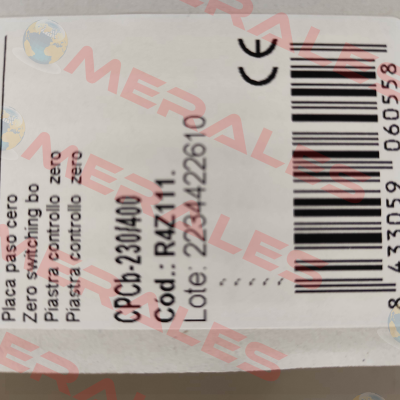 Placa paso cero
Zero switching bo
Piastra controllo zero
Piastra controllo zero
CPCb-230/400
Cód.: R4Z111.
Lote: 2234422610
CE
8 433059 060558
MERALES
MERALES
MERALES